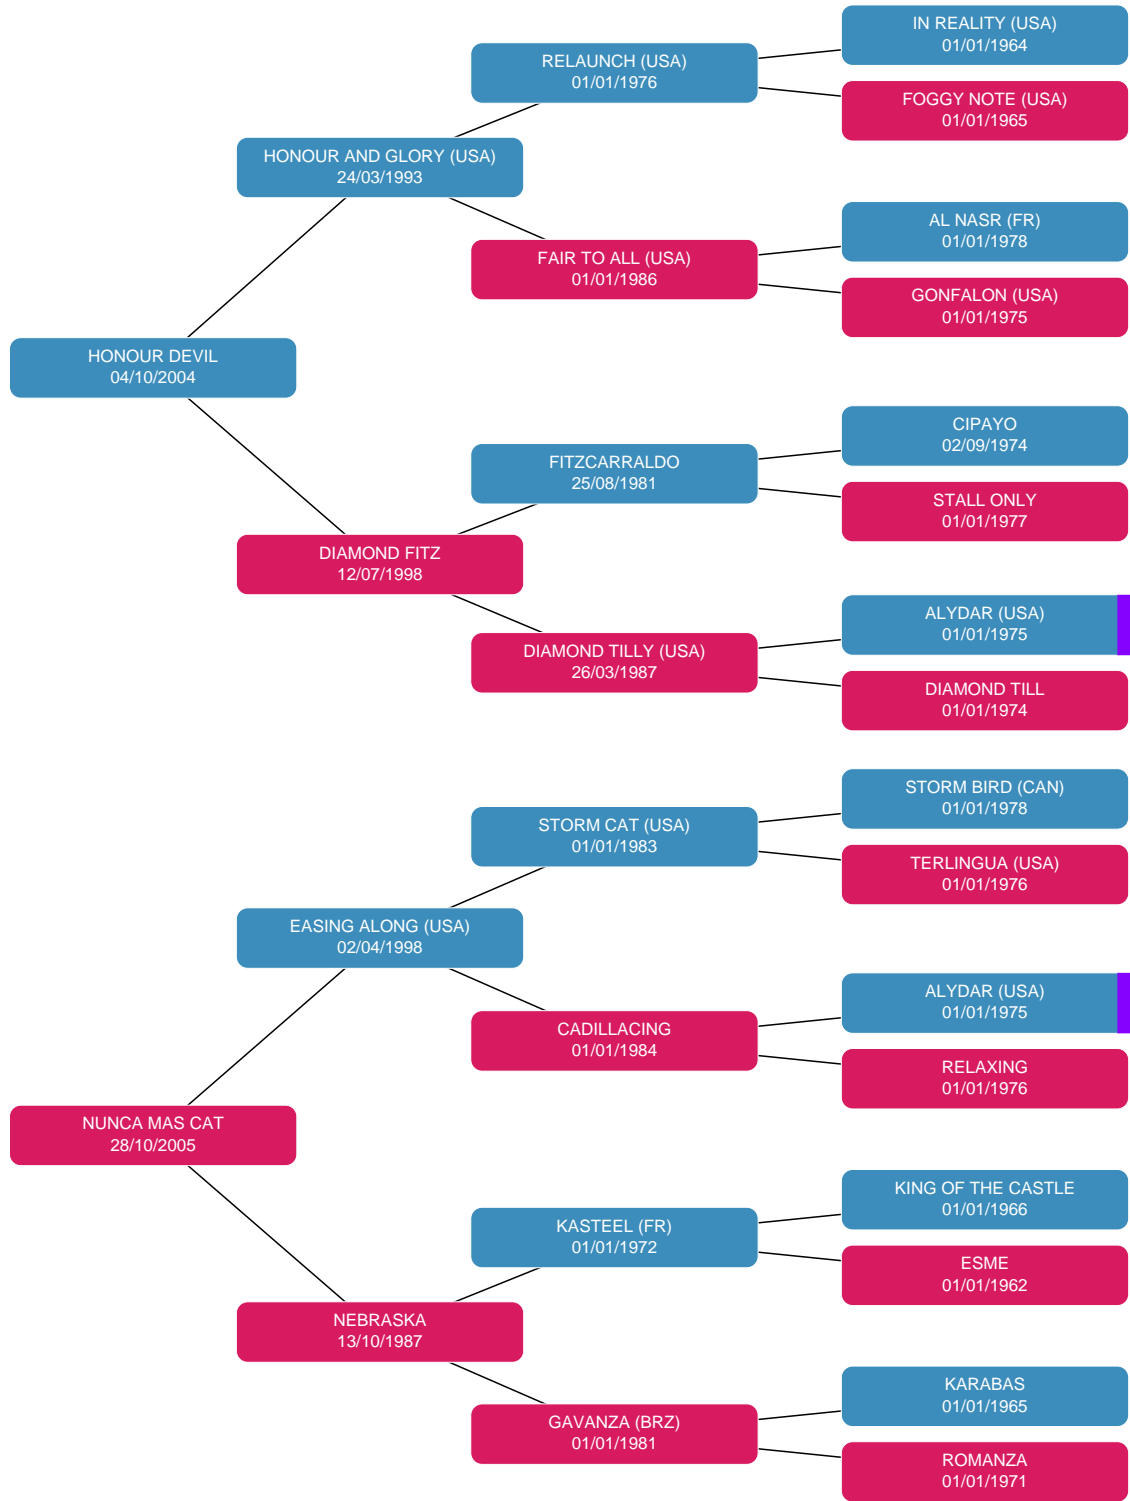 IN REALITY (USA)
01/01/1964
RELAUNCH (USA)
01/01/1976
FOGGY NOTE (USA)
01/01/1965
HONOUR AND GLORY (USA)
24/03/1993
AL NASR (FR)
01/01/1978
FAIR TO ALL (USA)
01/01/1986
GONFALON (USA)
01/01/1975
HONOUR DEVIL
04/10/2004
CIPAYO
02/09/1974
FITZCARRALDO
25/08/1981
STALL ONLY
01/01/1977
DIAMOND FITZ
12/07/1998
ALYDAR (USA)
01/01/1975
DIAMOND TILLY (USA)
26/03/1987
DIAMOND TILL
01/01/1974
STORM BIRD (CAN)
01/01/1978
STORM CAT (USA)
01/01/1983
TERLINGUA (USA)
01/01/1976
EASING ALONG (USA)
02/04/1998
ALYDAR (USA)
01/01/1975
CADILLACING
01/01/1984
RELAXING
01/01/1976
NUNCA MAS CAT
28/10/2005
KING OF THE CASTLE
01/01/1966
KASTEEL (FR)
01/01/1972
ESME
01/01/1962
NEBRASKA
13/10/1987
KARABAS
01/01/1965
GAVANZA (BRZ)
01/01/1981
ROMANZA
01/01/1971